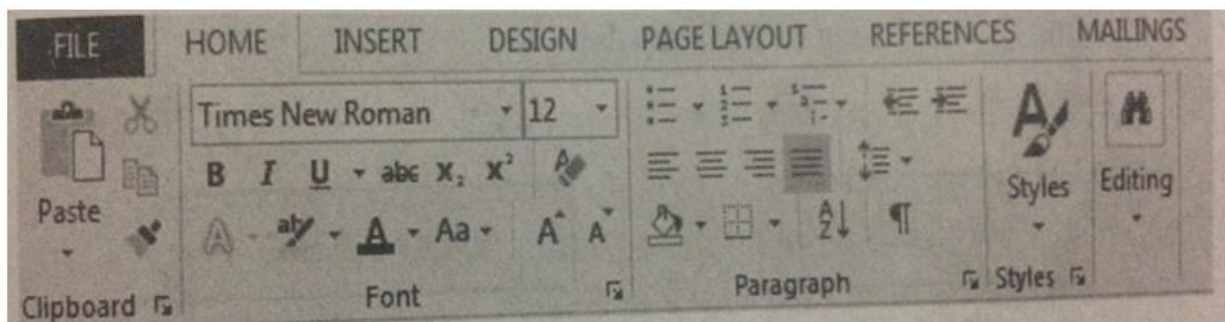 FILE HOME INSERT DESIGN PAGE LAYOUT REFERENCES MAILINGS
Times New Roman 12
B I U abc X₂ X² A
Paste A aby A Aa A A Styles Editing
A Z ¶
Clipboard Font Paragraph Styles